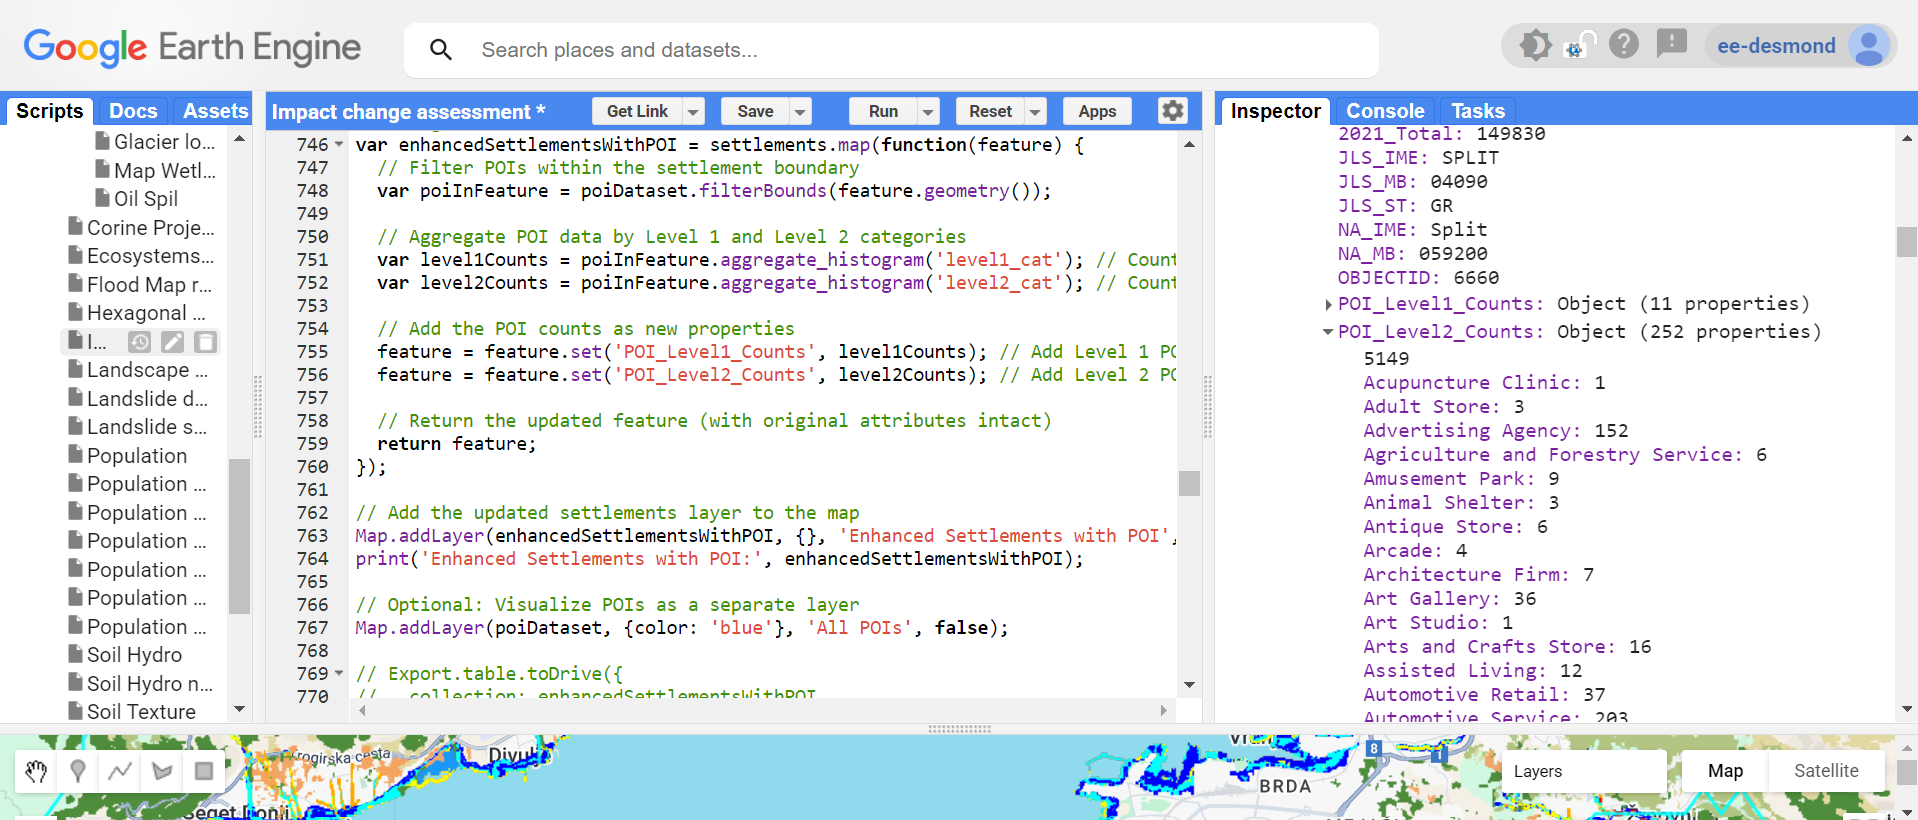 Google Earth Engine
Search places and datasets...
ee-desmond
Scripts
Docs
Assets
Glacier lo...
Map Wetl...
Oil Spil
Corine Proje...
Ecosystems...
Flood Map r...
Hexagonal ...
I...
Landscape ...
Landslide d...
Landslide s...
Population
Population ...
Population ...
Population ...
Population ...
Population ...
Population ...
Soil Hydro
Soil Hydro n...
Soil Texture
Impact change assessment *
Get Link
Save
Run
Reset
Apps
746 var enhancedSettlementsWithPOI = settlements.map(function(feature) {
747 // Filter POIs within the settlement boundary
748 var poiInFeature = poiDataset.filterBounds(feature.geometry());
749
750 // Aggregate POI data by Level 1 and Level 2 categories
751 var level1Counts = poiInFeature.aggregate_histogram('level1_cat'); // Count
752 var level2Counts = poiInFeature.aggregate_histogram('level2_cat'); // Count
753
754 // Add the POI counts as new properties
755 feature = feature.set('POI_Level1_Counts', level1Counts); // Add Level 1 PO
756 feature = feature.set('POI_Level2_Counts', level2Counts); // Add Level 2 PO
757
758 // Return the updated feature (with original attributes intact)
759 return feature;
760 });
761
762 // Add the updated settlements layer to the map
763 Map.addLayer(enhancedSettlementsWithPOI, {}, 'Enhanced Settlements with POI',
764 print('Enhanced Settlements with POI:', enhancedSettlementsWithPOI);
765
766 // Optional: Visualize POIs as a separate layer
767 Map.addLayer(poiDataset, {color: 'blue'}, 'All POIs', false);
768
769 // Export.table.toDrive({
770 // collection: enhancedSettlementsWithPOI
Inspector
Console
Tasks
2021_Total: 149830
JLS_IME: SPLIT
JLS_MB: 04090
JLS_ST: GR
NA_IME: Split
NA_MB: 059200
OBJECTID: 6660
POI_Level1_Counts: Object (11 properties)
POI_Level2_Counts: Object (252 properties)
5149
Acupuncture Clinic: 1
Adult Store: 3
Advertising Agency: 152
Agriculture and Forestry Service: 6
Amusement Park: 9
Animal Shelter: 3
Antique Store: 6
Arcade: 4
Architecture Firm: 7
Art Gallery: 36
Art Studio: 1
Arts and Crafts Store: 16
Assisted Living: 12
Automotive Retail: 37
Automotive Service: 203
rogirska cesta
Divul
Seget Donji
BRDA
8
1
Layers
Map
Satellite